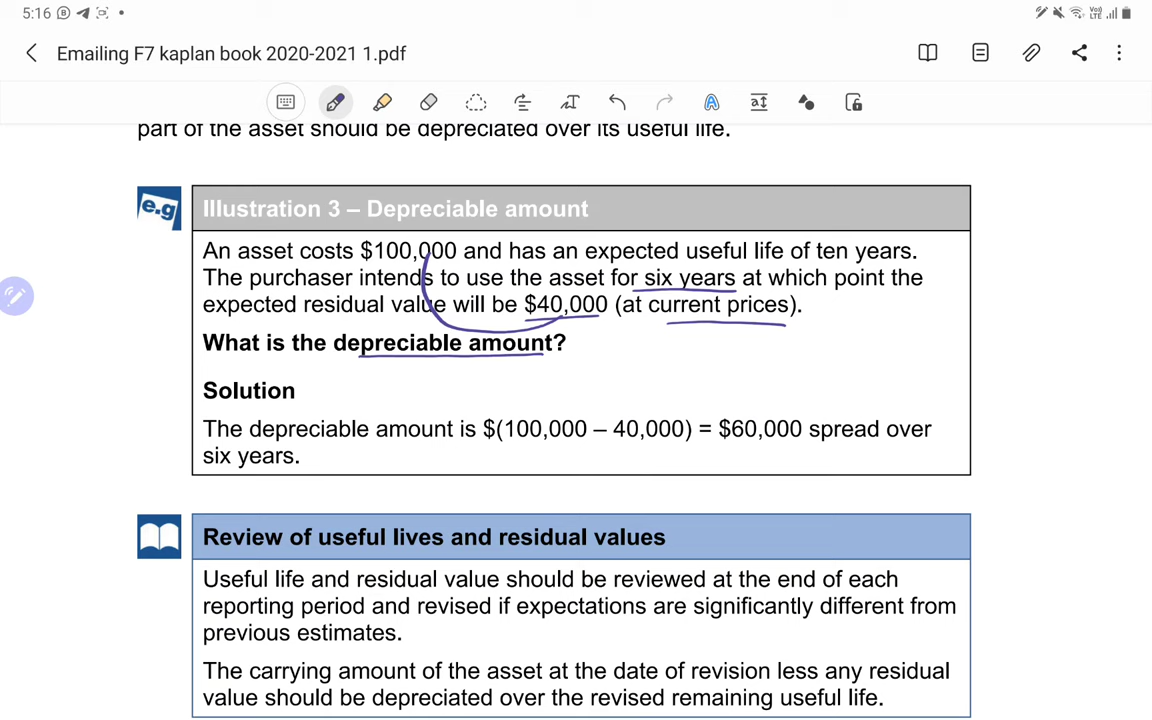 5:16
Emailing F7 kaplan book 2020-2021 1.pdf
part of the asset should be depreciated over its useful life.
e.g
Illustration 3 – Depreciable amount
An asset costs $100,000 and has an expected useful life of ten years.
The purchaser intends to use the asset for six years at which point the
expected residual value will be $40,000 (at current prices).
What is the depreciable amount?
Solution
The depreciable amount is $(100,000 – 40,000) = $60,000 spread over
six years.
Review of useful lives and residual values
Useful life and residual value should be reviewed at the end of each
reporting period and revised if expectations are significantly different from
previous estimates.
The carrying amount of the asset at the date of revision less any residual
value should be depreciated over the revised remaining useful life.